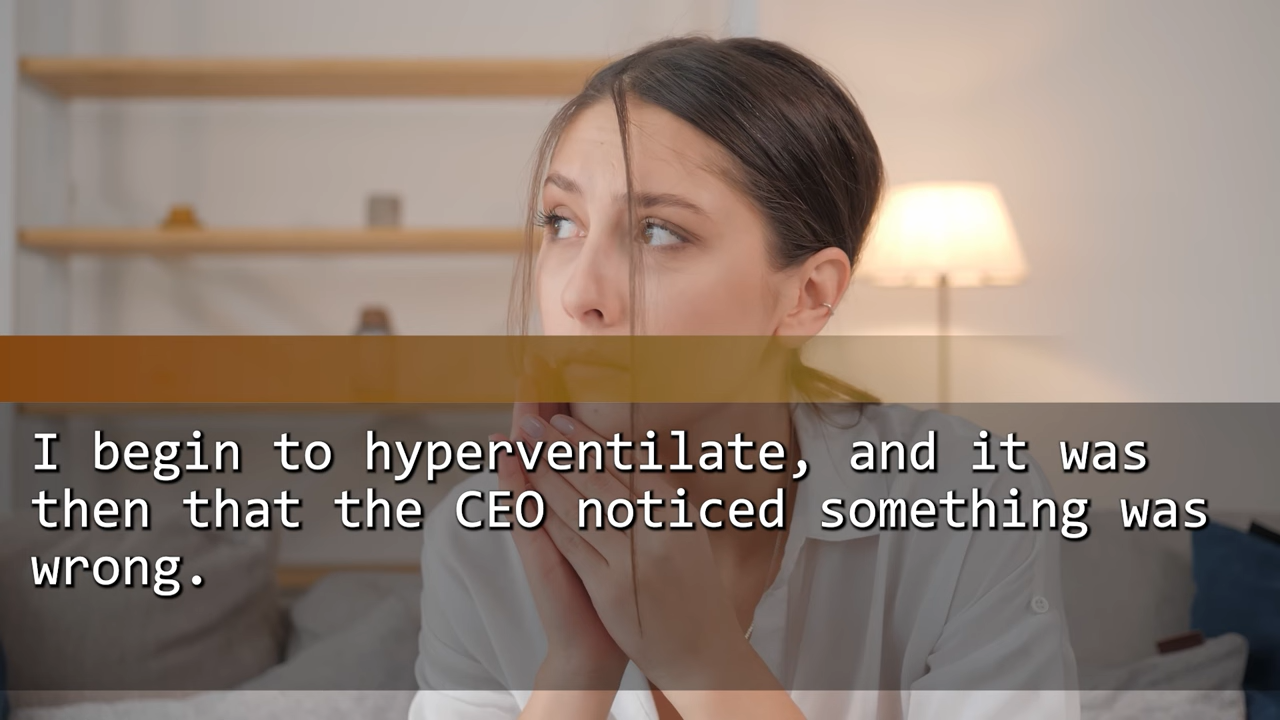 I begin to hyperventilate, and it was
then that the CEO noticed something was
wrong.